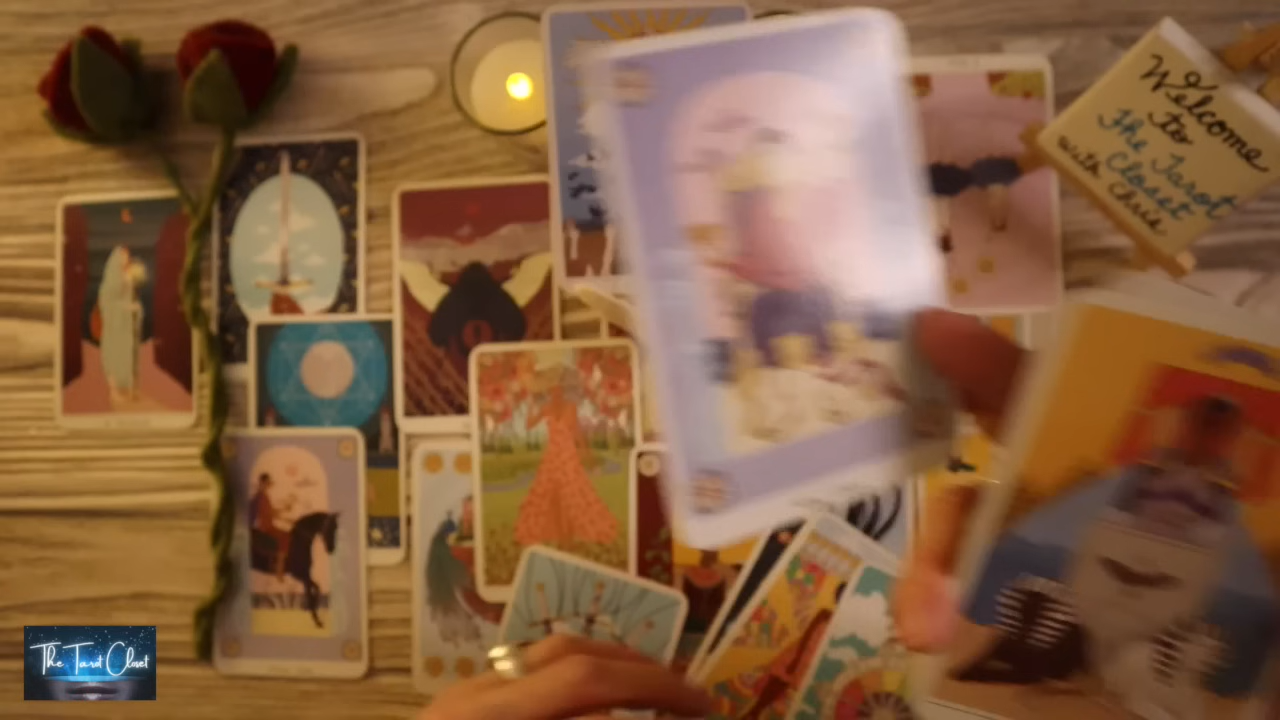 Welcome
to
The Tarot
Closet
with Chris
The Tarot Closet